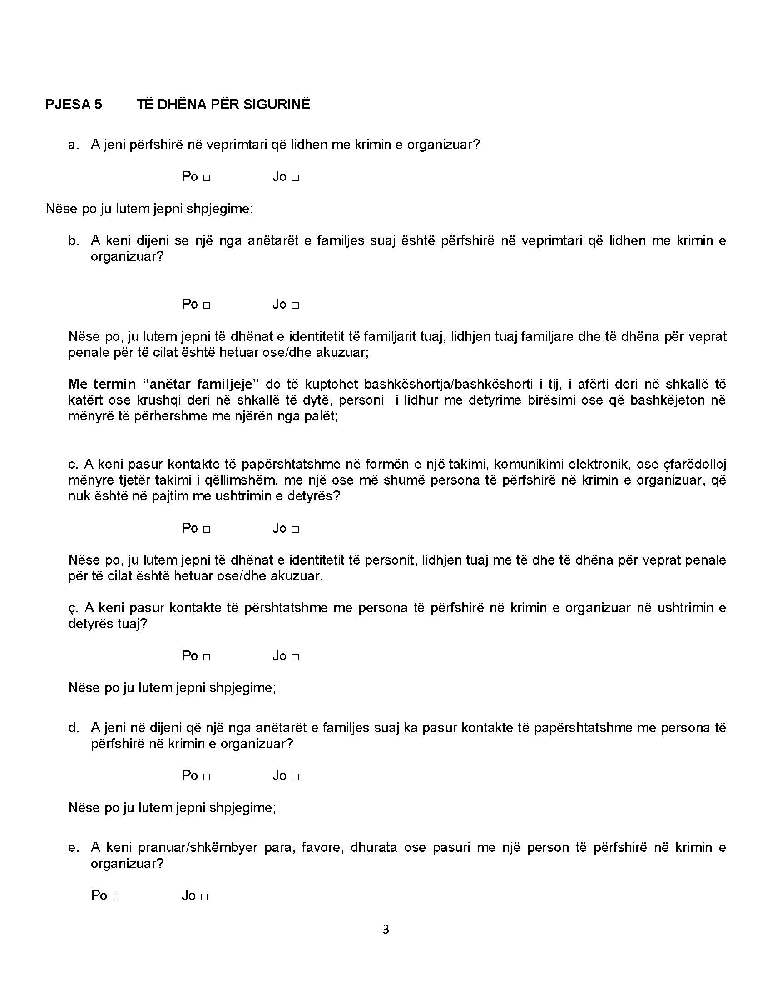 PJESA 5 TË DHËNA PËR SIGURINË
a. A jeni përfshirë në veprimtari që lidhen me krimin e organizuar?
Po □ Jo □
Nëse po ju lutem jepni shpjegime;
b. A keni dijeni se një nga anëtarët e familjes suaj është përfshirë në veprimtari që lidhen me krimin e
organizuar?
Po □ Jo □
Nëse po, ju lutem jepni të dhënat e identitetit të familjarit tuaj, lidhjen tuaj familjare dhe të dhëna për veprat
penale për të cilat është hetuar ose/dhe akuzuar;
Me termin “anëtar familjeje” do të kuptohet bashkëshortja/bashkëshorti i tij, i afërti deri në shkallë të
katërt ose krushqi deri në shkallë të dytë, personi i lidhur me detyrime birësimi ose që bashkëjeton në
mënyrë të përhershme me njërën nga palët;
c. A keni pasur kontakte të papërshtatshme në formën e një takimi, komunikimi elektronik, ose çfarëdolloj
mënyre tjetër takimi i qëllimshëm, me një ose më shumë persona të përfshirë në krimin e organizuar, që
nuk është në pajtim me ushtrimin e detyrës?
Po □ Jo □
Nëse po, ju lutem jepni të dhënat e identitetit të personit, lidhjen tuaj me të dhe të dhëna për veprat penale
për të cilat është hetuar ose/dhe akuzuar.
ç. A keni pasur kontakte të përshtatshme me persona të përfshirë në krimin e organizuar në ushtrimin e
detyrës tuaj?
Po □ Jo □
Nëse po ju lutem jepni shpjegime;
d. A jeni në dijeni që një nga anëtarët e familjes suaj ka pasur kontakte të papërshtatshme me persona të
përfshirë në krimin e organizuar?
Po □ Jo □
Nëse po ju lutem jepni shpjegime;
e. A keni pranuar/shkëmbyer para, favore, dhurata ose pasuri me një person të përfshirë në krimin e
organizuar?
Po □ Jo □
3